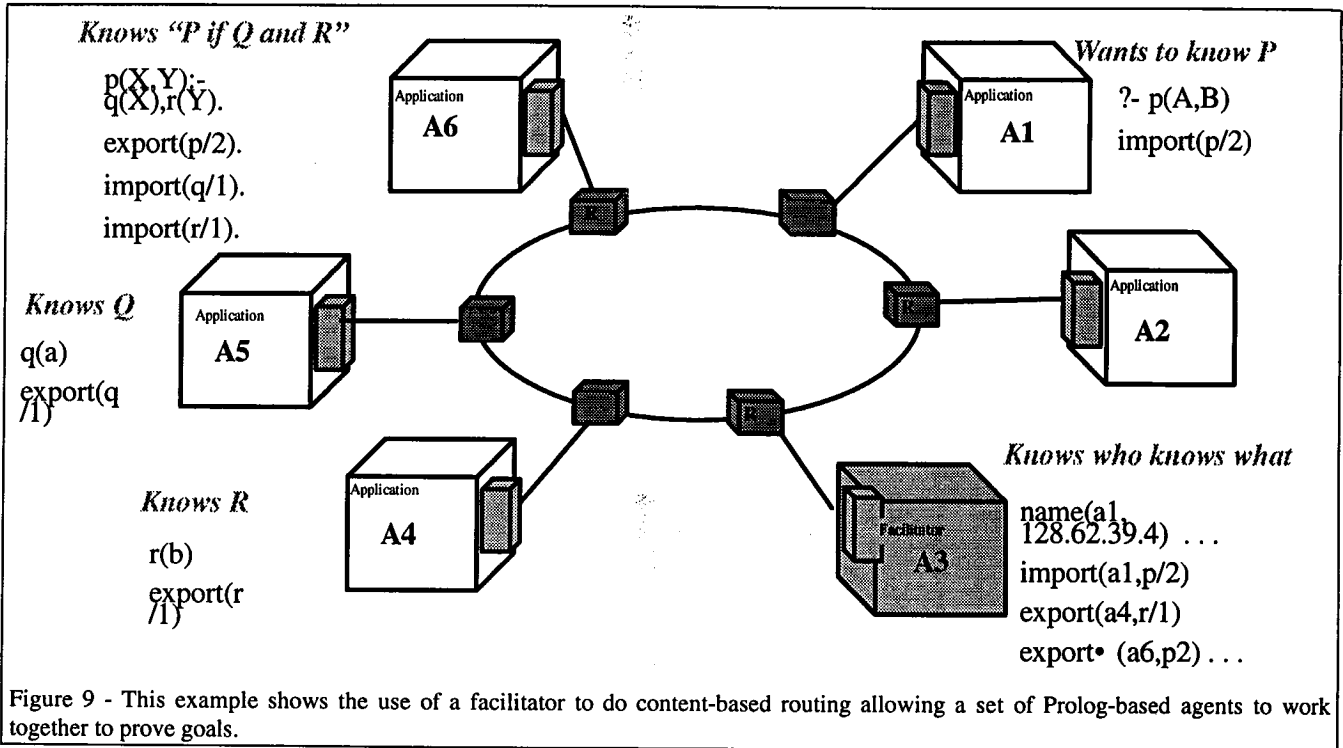 Knows “P if Q and R”
p(X,Y):-
q(X),r(Y).
export(p/2).
import(q/1).
import(r/1).
Application
A6
Wants to know P
?- p(A,B)
import(p/2)
Application
A1
R
Knows Q
q(a)
export(q
/1)
Application
A5
R
Application
A2
Knows R
r(b)
export(r
/1)
Application
A4
R
Knows who knows what
name(a1,
128.62.39.4) ...
import(a1,p/2)
export(a4,r/1)
export• (a6,p2) ...
Facilitator
A3
Figure 9 - This example shows the use of a facilitator to do content-based routing allowing a set of Prolog-based agents to work
together to prove goals.